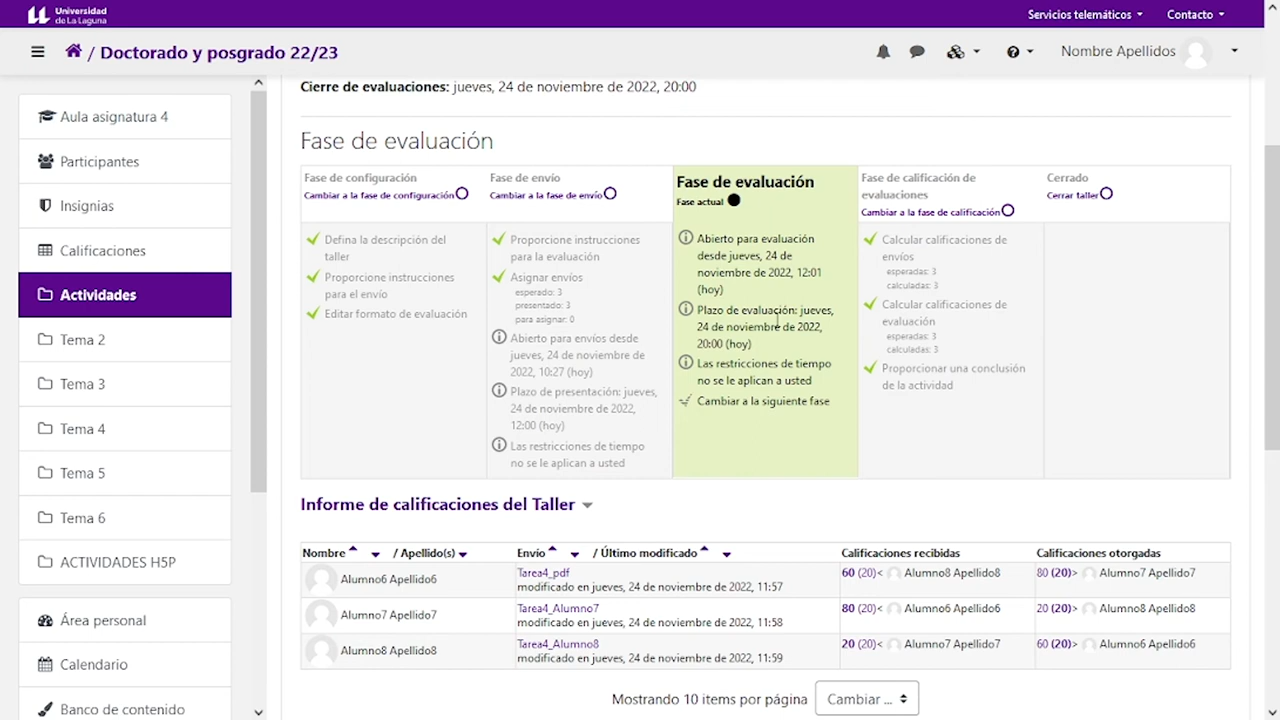 Universidad
de La Laguna
Servicios telemáticos
Contacto
/ Doctorado y posgrado 22/23
Nombre Apellidos
Aula asignatura 4
Participantes
Insignias
Calificaciones
Actividades
Tema 2
Tema 3
Tema 4
Tema 5
Tema 6
ACTIVIDADES H5P
Área personal
Calendario
Banco de contenido
Cierre de evaluaciones: jueves, 24 de noviembre de 2022, 20:00
Fase de evaluación
Fase de configuración
Cambiar a la fase de configuración
Defina la descripción del
taller
Proporcione instrucciones
para el envío
Editar formato de evaluación
Fase de envío
Cambiar a la fase de envío
Proporcione instrucciones
para la evaluación
Asignar envíos
esperado: 3
presentado: 3
para asignar: 0
Abierto para envíos desde
jueves, 24 de noviembre de
2022, 10:27 (hoy)
Plazo de presentación: jueves,
24 de noviembre de 2022,
12:00 (hoy)
Las restricciones de tiempo
no se le aplican a usted
Fase de evaluación
Fase actual
Abierto para evaluación
desde jueves, 24 de
noviembre de 2022, 12:01
(hoy)
Plazo de evaluación: jueves,
24 de noviembre de 2022,
20:00 (hoy)
Las restricciones de tiempo
no se le aplican a usted
Cambiar a la siguiente fase
Fase de calificación de
evaluaciones
Cambiar a la fase de calificación
Calcular calificaciones de
envíos
esperadas: 3
calculadas: 3
Calcular calificaciones de
evaluación
esperadas: 3
calculadas: 3
Proporcionar una conclusión
de la actividad
Cerrado
Cerrar taller
Informe de calificaciones del Taller
Nombre / Apellido(s) Envío / Último modificado Calificaciones recibidas Calificaciones otorgadas
Alumno6 Apellido6 Tarea4_pdf 60 (20)< Alumno8 Apellido8 80 (20)> Alumno7 Apellido7
modificado en jueves, 24 de noviembre de 2022, 11:57
Alumno7 Apellido7 Tarea4_Alumno7 80 (20)< Alumno6 Apellido6 20 (20)> Alumno8 Apellido8
modificado en jueves, 24 de noviembre de 2022, 11:58
Alumno8 Apellido8 Tarea4_Alumno8 20 (20)< Alumno7 Apellido7 60 (20)> Alumno6 Apellido6
modificado en jueves, 24 de noviembre de 2022, 11:59
Mostrando 10 items por página Cambiar ...